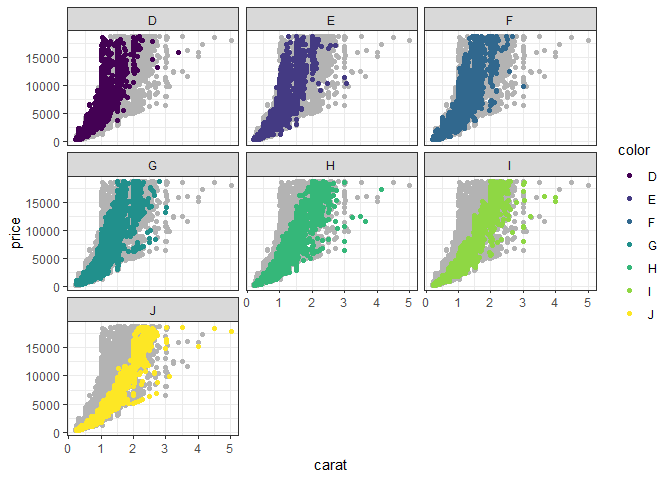 D E F
15000
10000
5000
0
color
D
E
F
G
H
I
J
G H I
15000
10000
5000
0
0 1 2 3 4 5 0 1 2 3 4 5
price
J
15000
10000
5000
0
0 1 2 3 4 5
carat